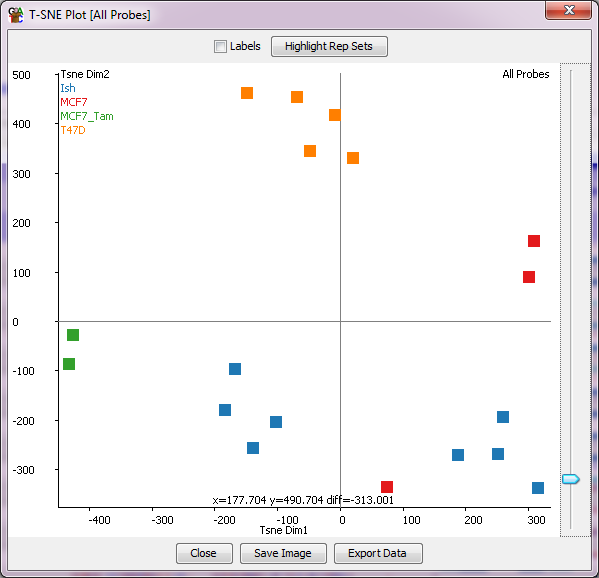 T-SNE Plot [All Probes]
Labels
Highlight Rep Sets
Tsne Dim2
All Probes
Ish
MCF7
MCF7_Tam
T47D
500
400
300
200
100
0
-100
-200
-300
x=177.704 y=490.704 diff=-313.001
-400 -300 -200 -100 0 100 200 300
Tsne Dim1
Close
Save Image
Export Data